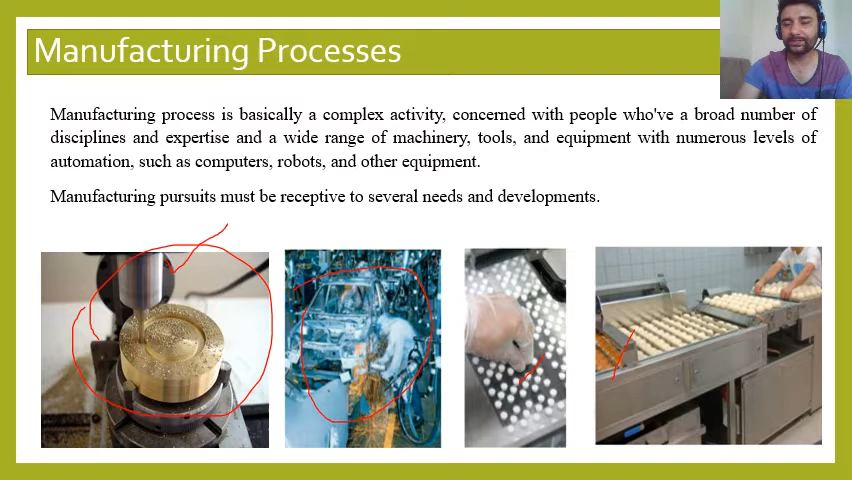 Manufacturing Processes
Manufacturing process is basically a complex activity, concerned with people who've a broad number of
disciplines and expertise and a wide range of machinery, tools, and equipment with numerous levels of
automation, such as computers, robots, and other equipment.
Manufacturing pursuits must be receptive to several needs and developments.